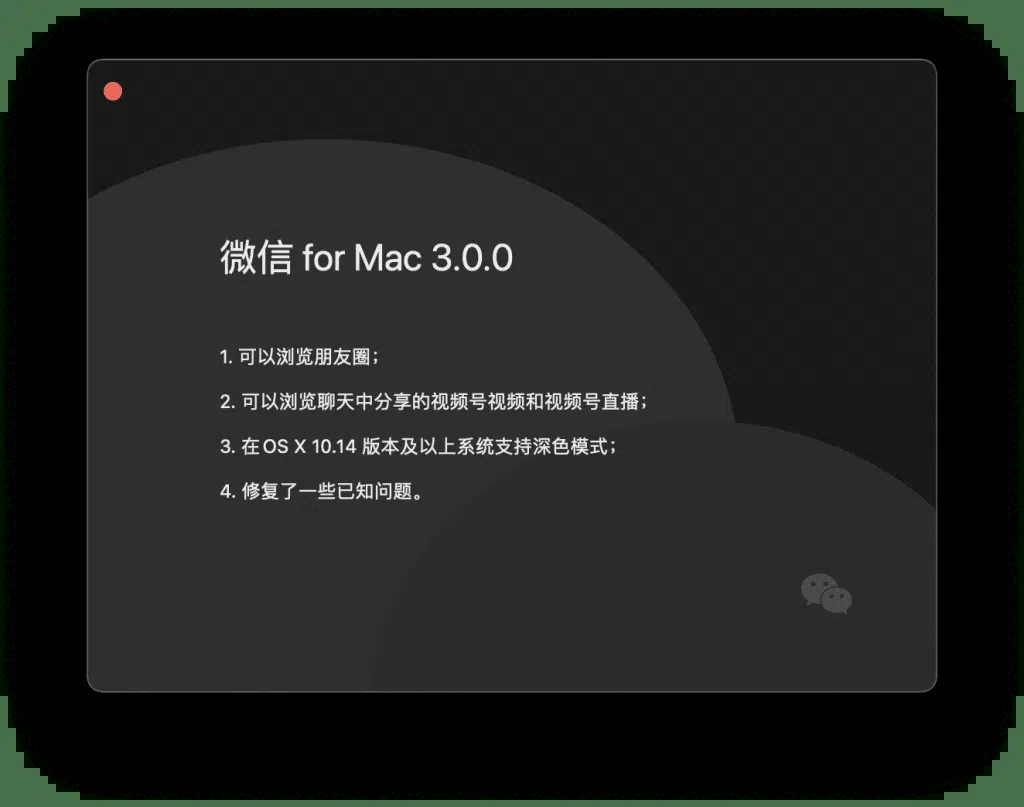 微信 for Mac 3.0.0
1. 可以浏览朋友圈；
2. 可以浏览聊天中分享的视频号视频和视频号直播；
3. 在OS X 10.14 版本及以上系统支持深色模式；
4. 修复了一些已知问题。